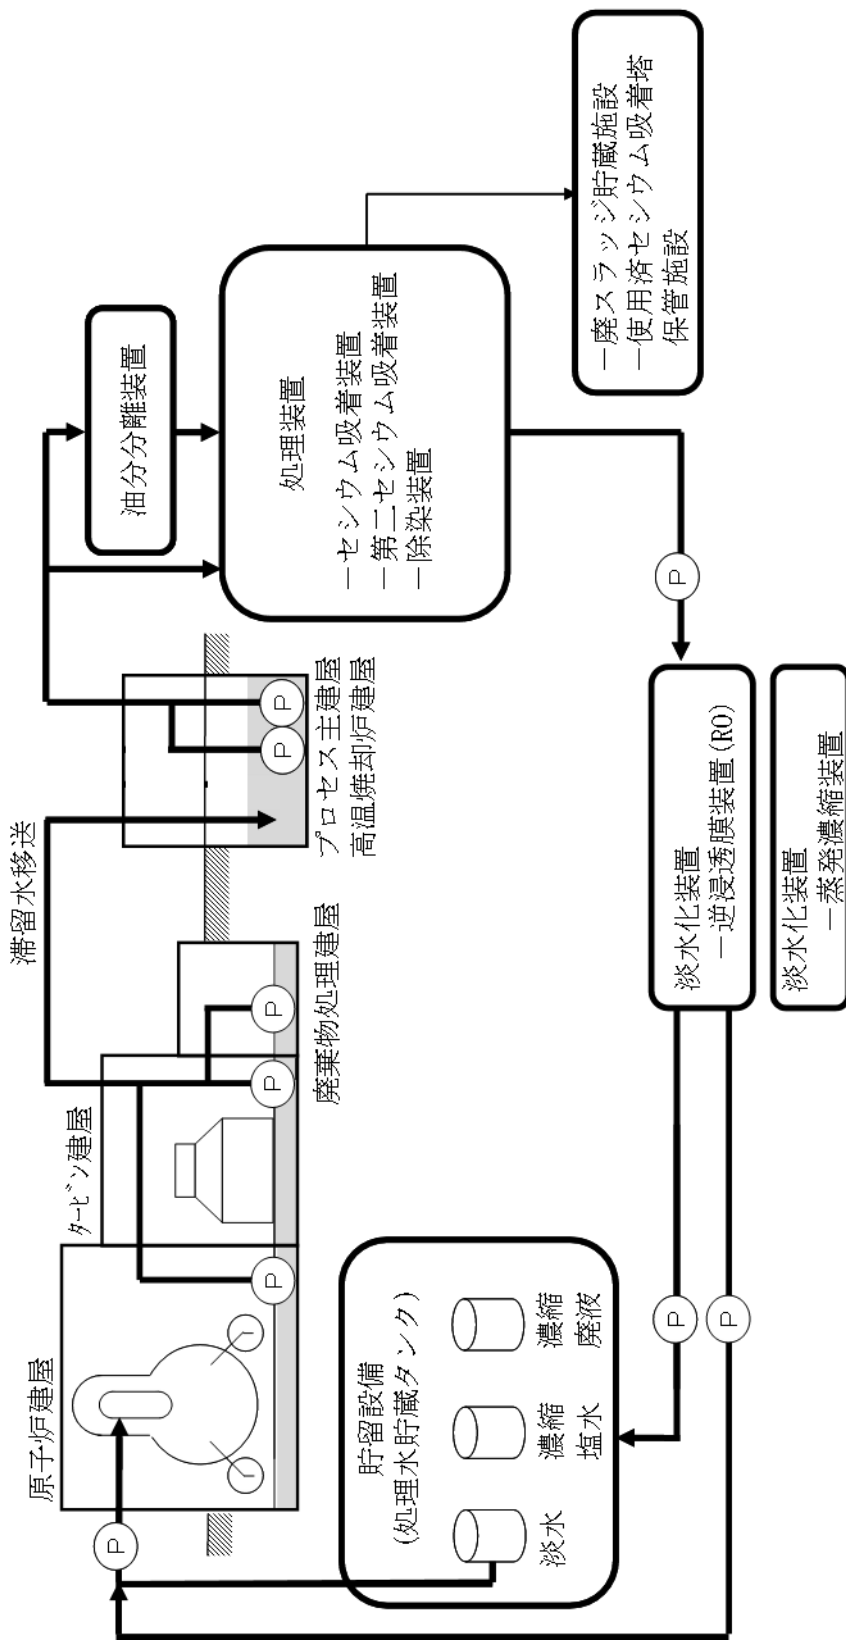 原子炉建屋
P
P
タービン建屋
P
廃棄物処理建屋
P
滞留水移送
プロセス主建屋
高温焼却炉建屋
P
P
油分分離装置
処理装置
－セシウム吸着装置
－第二セシウム吸着装置
－除染装置
－廃スラッジ貯蔵施設
－使用済セシウム吸着塔
保管施設
P
淡水化装置
－逆浸透膜装置(RO)
淡水化装置
－蒸発濃縮装置
P
P
貯留設備
(処理水貯蔵タンク)
淡水
濃縮
塩水
濃縮
廃液